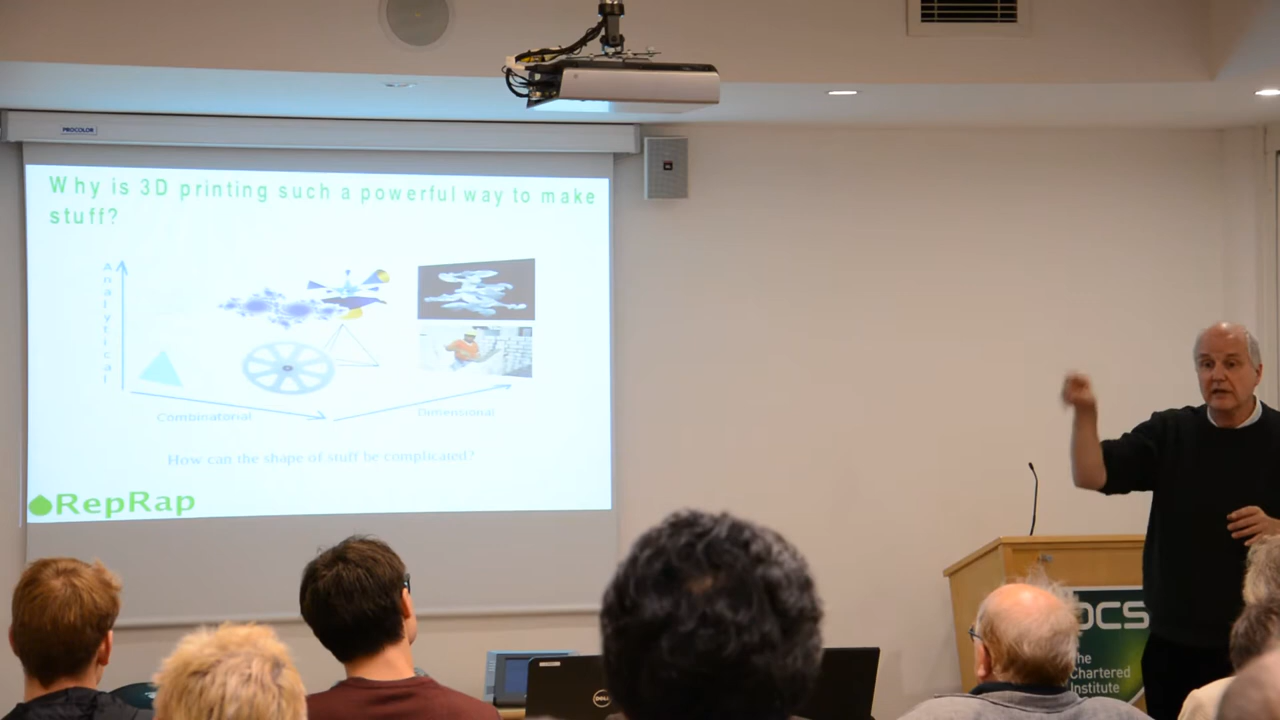 PROCOLOR
Why is 3D printing such a powerful way to make
stuff?
Analytical
Combinatorial
Dimensional
How can the shape of stuff be complicated?
RepRap
DELL
BCS
The
Chartered
Institute